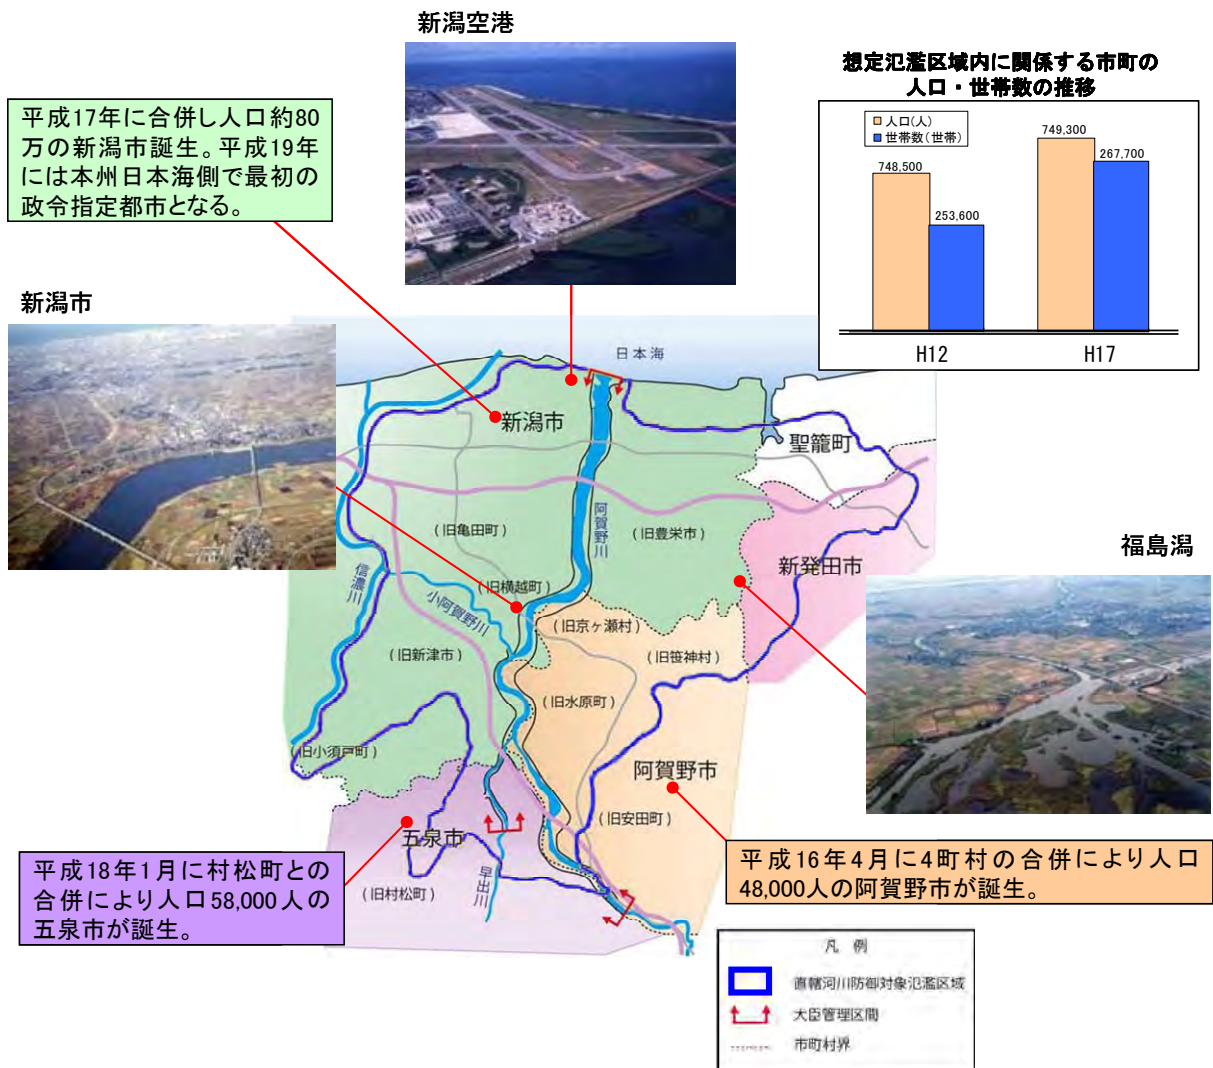 新潟空港
想定氾濫区域内に関係する市町の
人口・世帯数の推移
人口(人)
世帯数(世帯)
748,500
253,600
749,300
267,700
H12
H17
平成17年に合併し人口約80
万の新潟市誕生。平成19年
には本州日本海側で最初の
政令指定都市となる。
新潟市
日本海
新潟市
聖籠町
阿賀野川
(旧亀田町)
(旧豊栄市)
新発田市
福島潟
信濃川
(旧横越町)
小阿賀野川
(旧京ヶ瀬村)
(旧新津市)
(旧笹神村)
(旧水原町)
(旧小須戸町)
阿賀野市
(旧安田町)
五泉市
早出川
(旧村松町)
平成18年1月に村松町との
合併により人口58,000人の
五泉市が誕生。
平成16年4月に4町村の合併により人口
48,000人の阿賀野市が誕生。
凡 例
直轄河川防御対象氾濫区域
大臣管理区間
市町村界